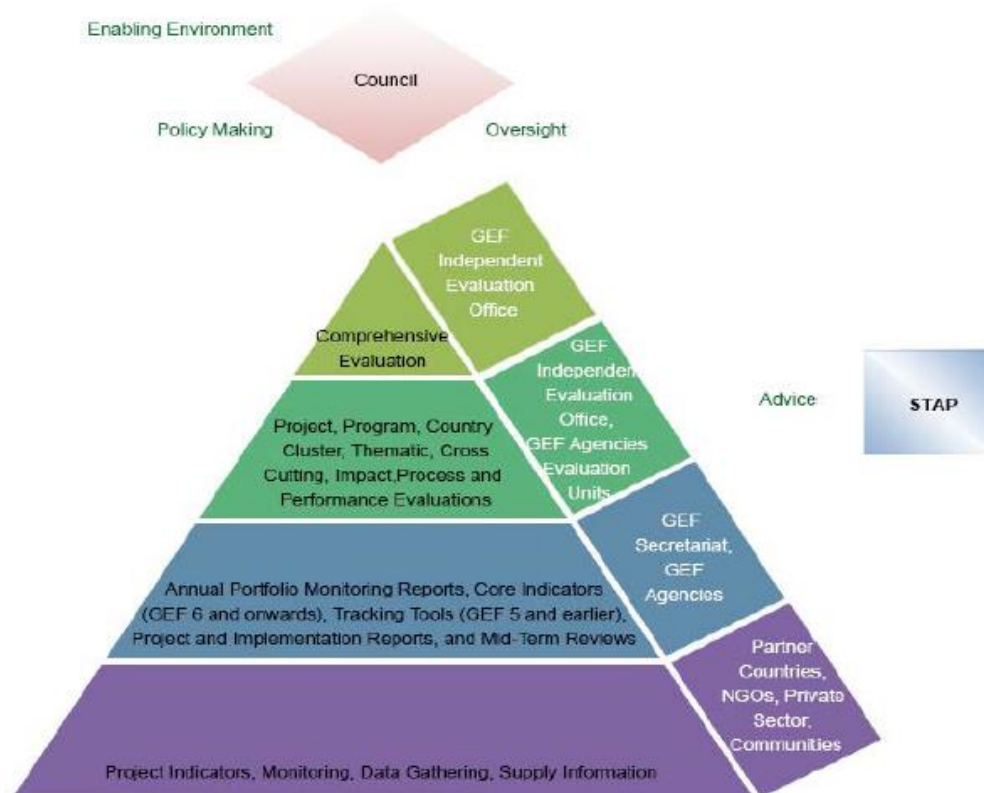 Enabling Environment
Council
Policy Making
Oversight
GEF
Independent
Evaluation
Office
Comprehensive
Evaluation
GEF
Independent
Evaluation
Office,
GEF Agencies
Evaluation
Units
Advice
STAP
Project, Program, Country
Cluster, Thematic, Cross
Cutting, Impact,Process and
Performance Evaluations
GEF
Secretariat,
GEF
Agencies
Annual Portfolio Monitoring Reports, Core Indicators
(GEF 6 and onwards), Tracking Tools (GEF 5 and earlier),
Project and Implementation Reports, and Mid-Term Reviews
Partner
Countries,
NGOs, Private
Sector,
Communities
Project Indicators, Monitoring, Data Gathering, Supply Information